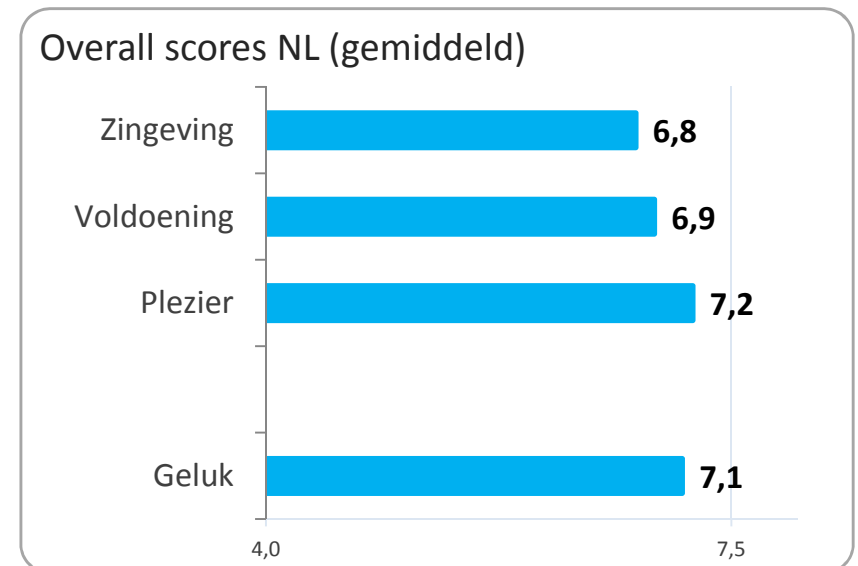 Overall scores NL (gemiddeld)
Zingeving 6,8
Voldoening 6,9
Plezier 7,2
Geluk 7,1
4,0 7,5